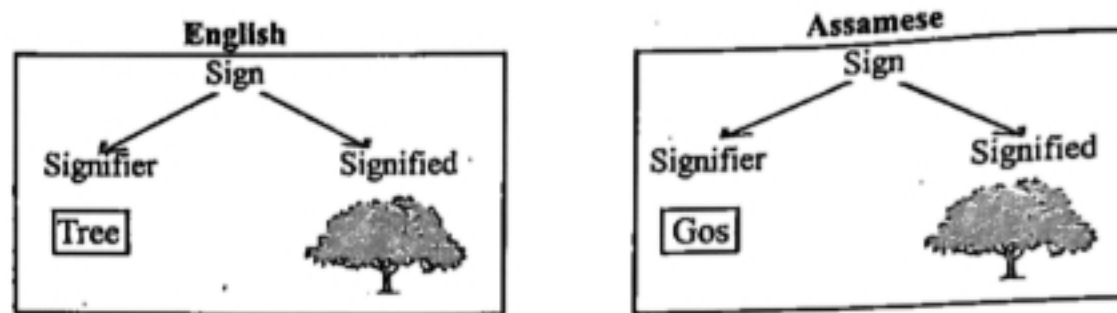 English
Sign
Signifier Signified
Tree
Assamese
Sign
Signifier Signified
Gos